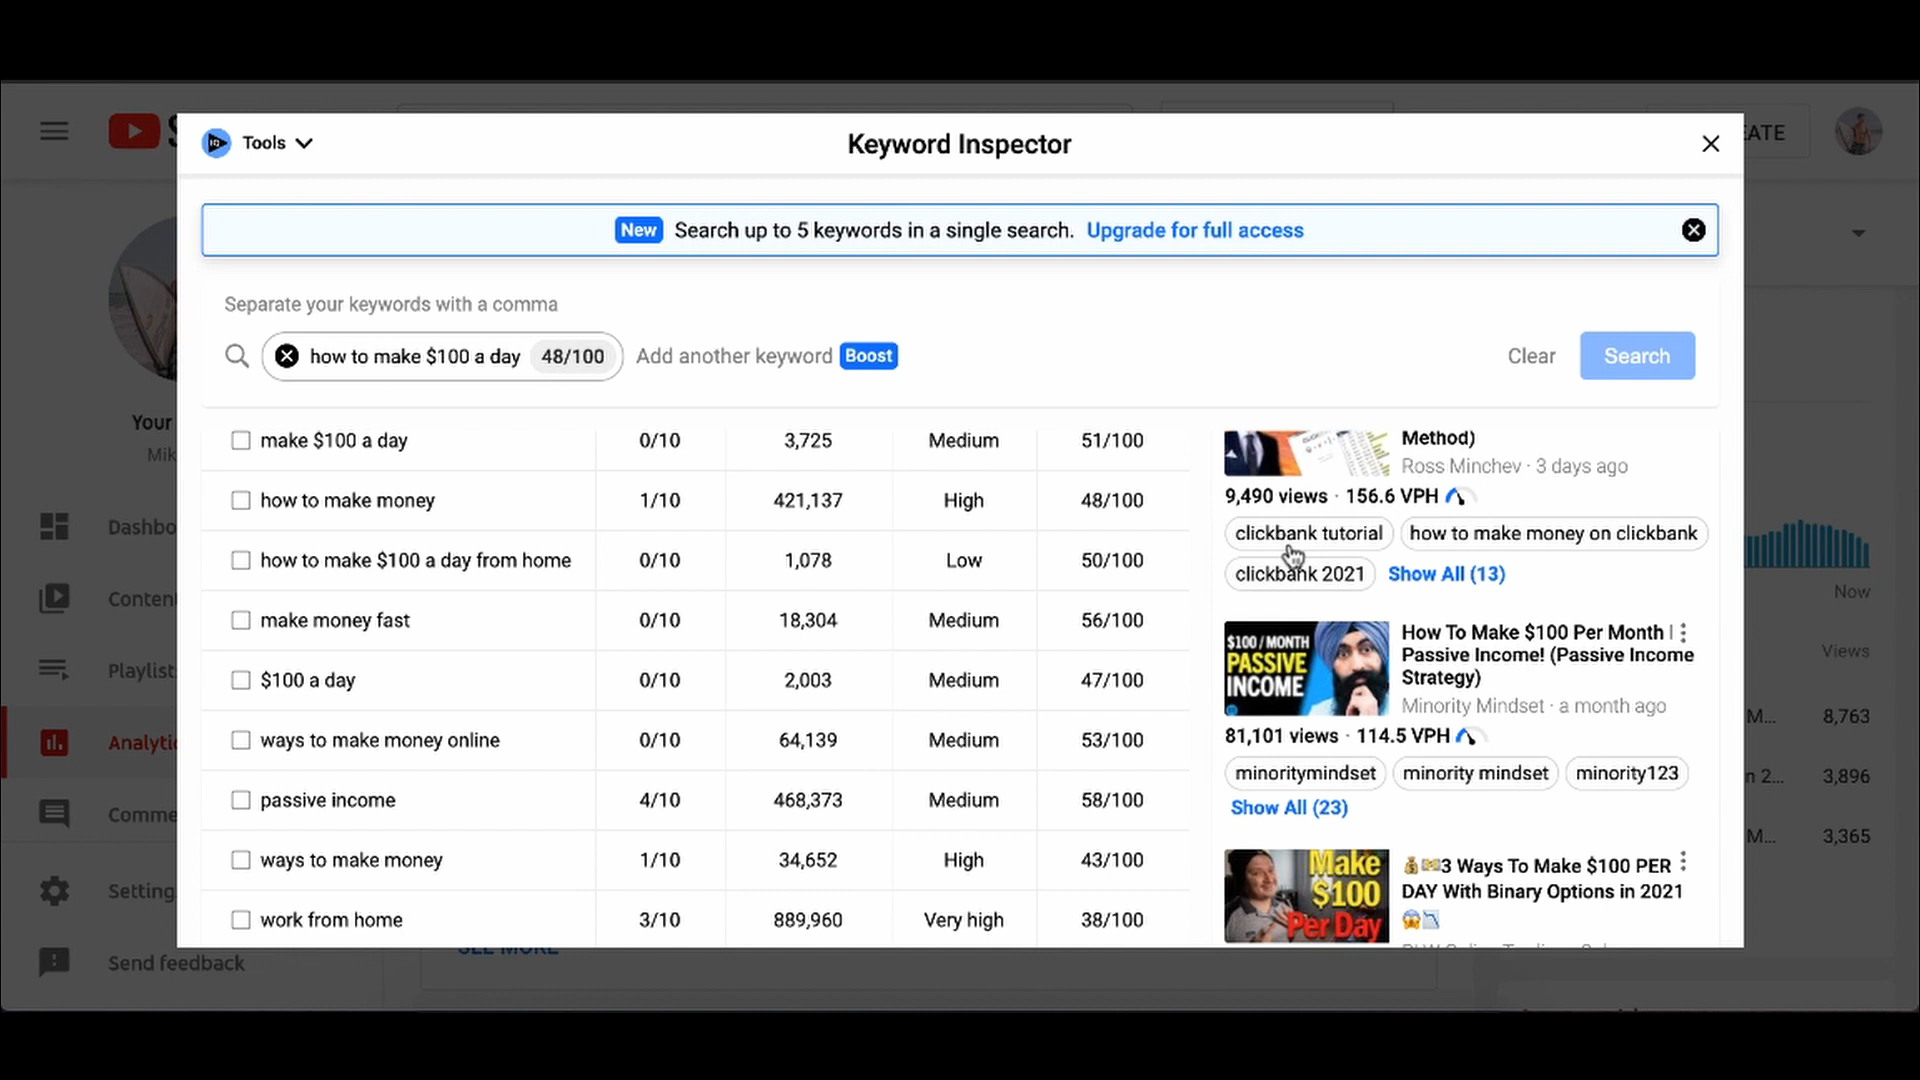 Tools
Keyword Inspector
EATE
New Search up to 5 keywords in a single search. Upgrade for full access
Separate your keywords with a comma
how to make $100 a day 48/100 Add another keyword Boost Clear Search
make $100 a day 0/10 3,725 Medium 51/100
how to make money 1/10 421,137 High 48/100
how to make $100 a day from home 0/10 1,078 Low 50/100
make money fast 0/10 18,304 Medium 56/100
$100 a day 0/10 2,003 Medium 47/100
ways to make money online 0/10 64,139 Medium 53/100
passive income 4/10 468,373 Medium 58/100
ways to make money 1/10 34,652 High 43/100
work from home 3/10 889,960 Very high 38/100
Method)
Ross Minchev · 3 days ago
9,490 views · 156.6 VPH
clickbank tutorial how to make money on clickbank
clickbank 2021 Show All (13)
$100 / MONTH
PASSIVE
INCOME
How To Make $100 Per Month |
Passive Income! (Passive Income
Strategy)
Minority Mindset · a month ago
81,101 views · 114.5 VPH
minoritymindset minority mindset minority123
Show All (23)
Make
$100
Per Day
💰💵3 Ways To Make $100 PER
DAY With Binary Options in 2021
😱📉
Your
Mik
Dashbo
Conten
Playlist
Analytic
Comme
Setting
Send feedback
SEE MORE
Now
Views
M... 8,763
n 2... 3,896
M... 3,365